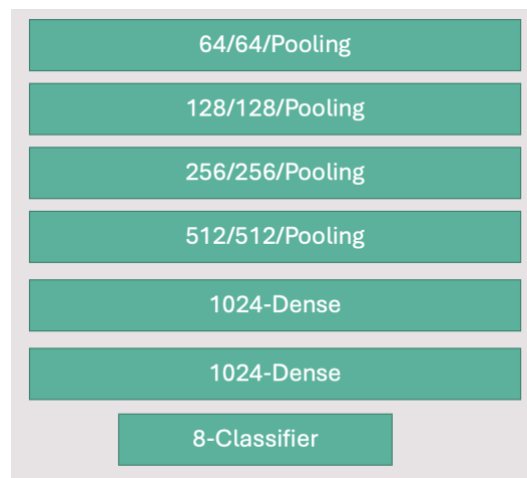 64/64/Pooling
128/128/Pooling
256/256/Pooling
512/512/Pooling
1024-Dense
1024-Dense
8-Classifier